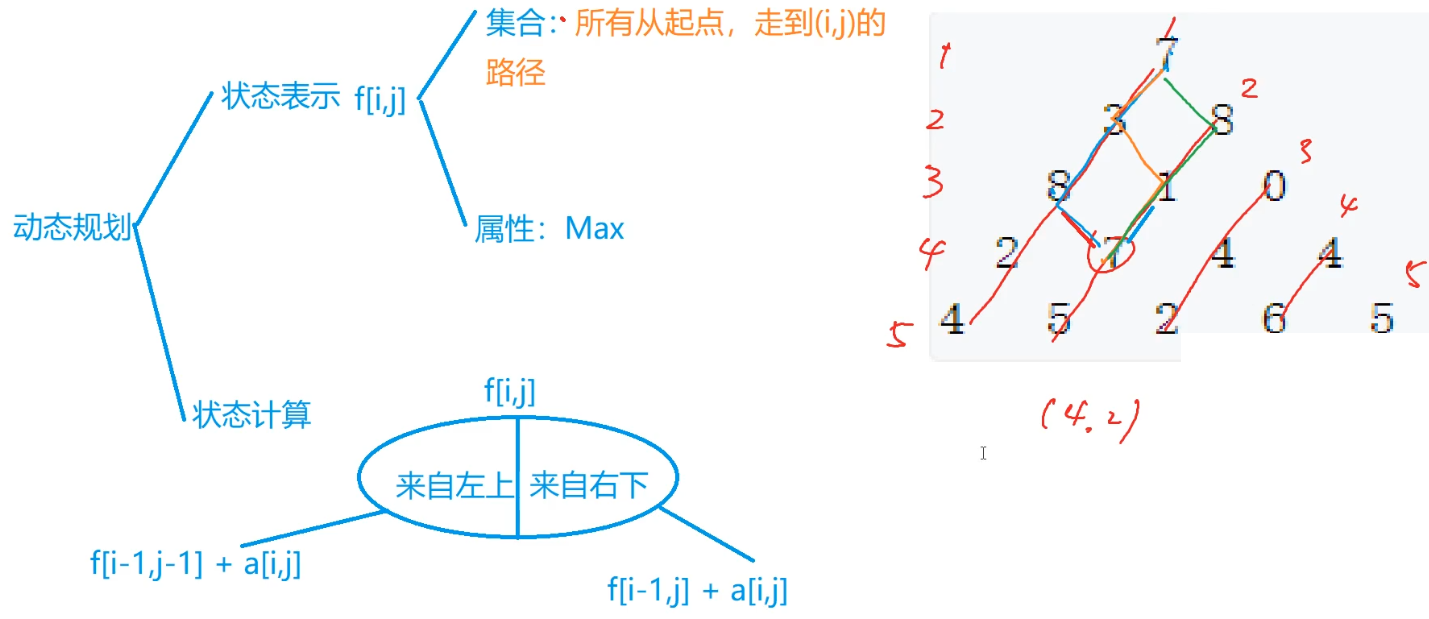 集合：所有从起点，走到(i,j)的
路径
状态表示 f[i,j]
属性：Max
动态规划
状态计算
f[i,j]
来自左上 来自右下
f[i-1,j-1] + a[i,j]
f[i-1,j] + a[i,j]
1 7
2 3 8 2
3 8 1 0 3
4 2 7 4 4 4
5 4 5 2 6 5 5
(4.2)